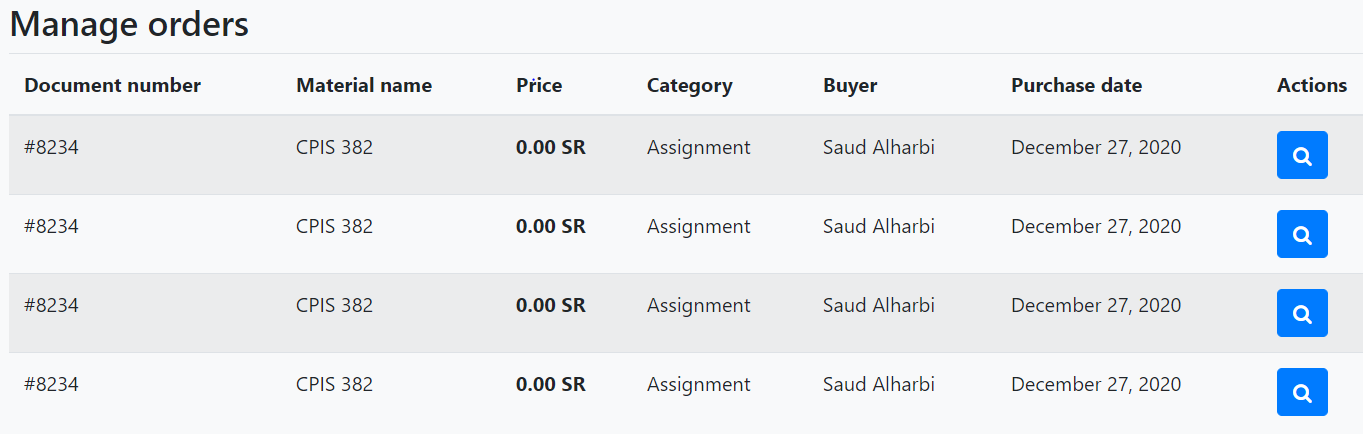 Manage orders
Document number Material name Pṙice Category Buyer Purchase date Actions
#8234 CPIS 382 0.00 SR Assignment Saud Alharbi December 27, 2020
#8234 CPIS 382 0.00 SR Assignment Saud Alharbi December 27, 2020
#8234 CPIS 382 0.00 SR Assignment Saud Alharbi December 27, 2020
#8234 CPIS 382 0.00 SR Assignment Saud Alharbi December 27, 2020